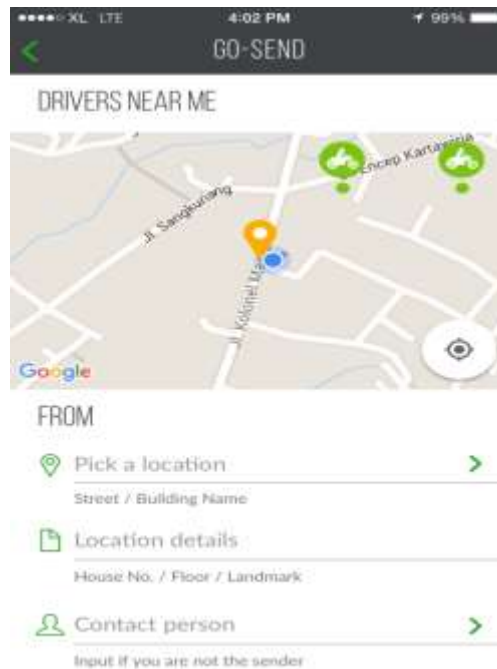 XL LTE 4:02 PM 99%
GO-SEND
DRIVERS NEAR ME
Encep Kartawiria
Jl. Sangkuriang
Jl. Kolonel Ma
Google
FROM
Pick a location
Street / Building Name
Location details
House No. / Floor / Landmark
Contact person
Input if you are not the sender